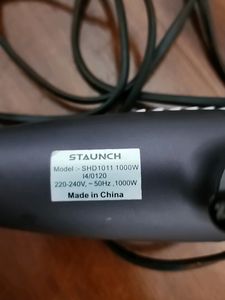 STAUNCH
Model :- SHD1011 1000W
I4/0120
220-240V, ~ 50Hz ,1000W
Made in China